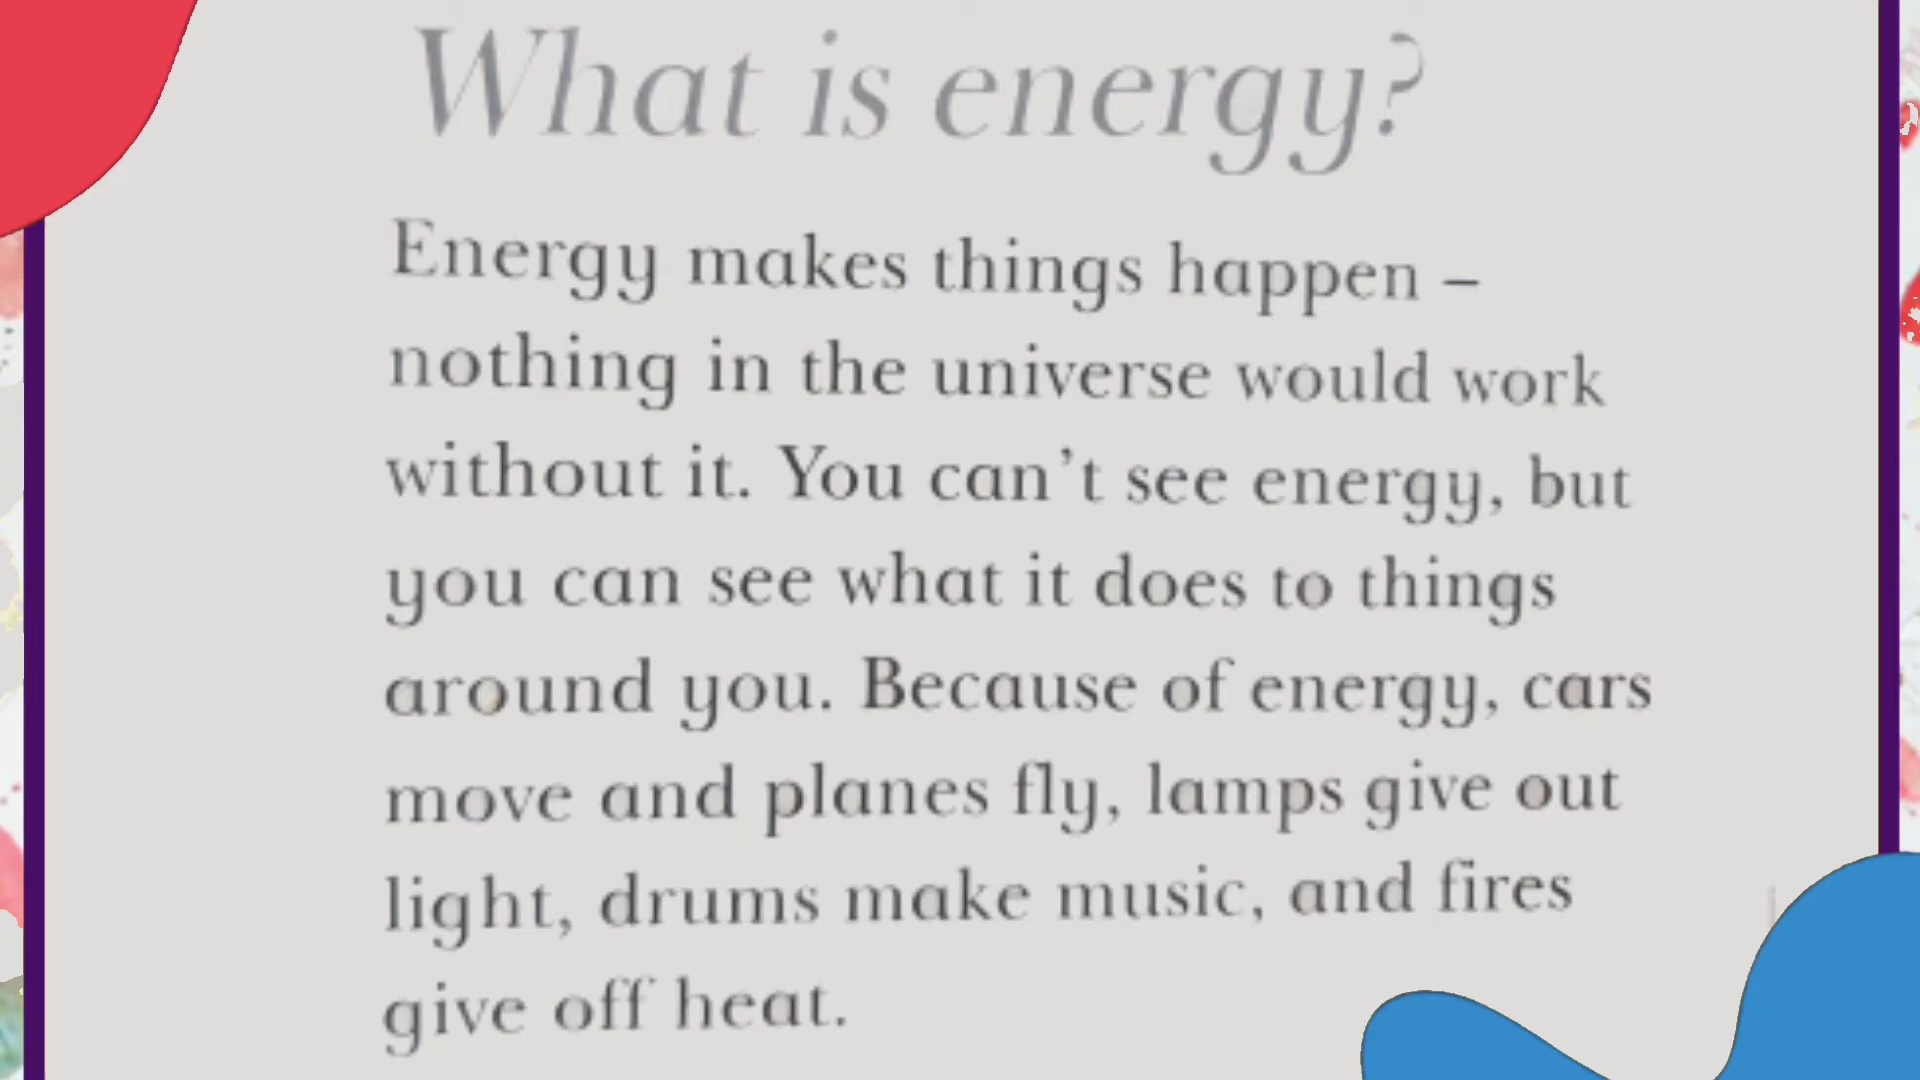 What is energy?
Energy makes things happen –
nothing in the universe would work
without it. You can't see energy, but
you can see what it does to things
around you. Because of energy, cars
move and planes fly, lamps give out
light, drums make music, and fires
give off heat.